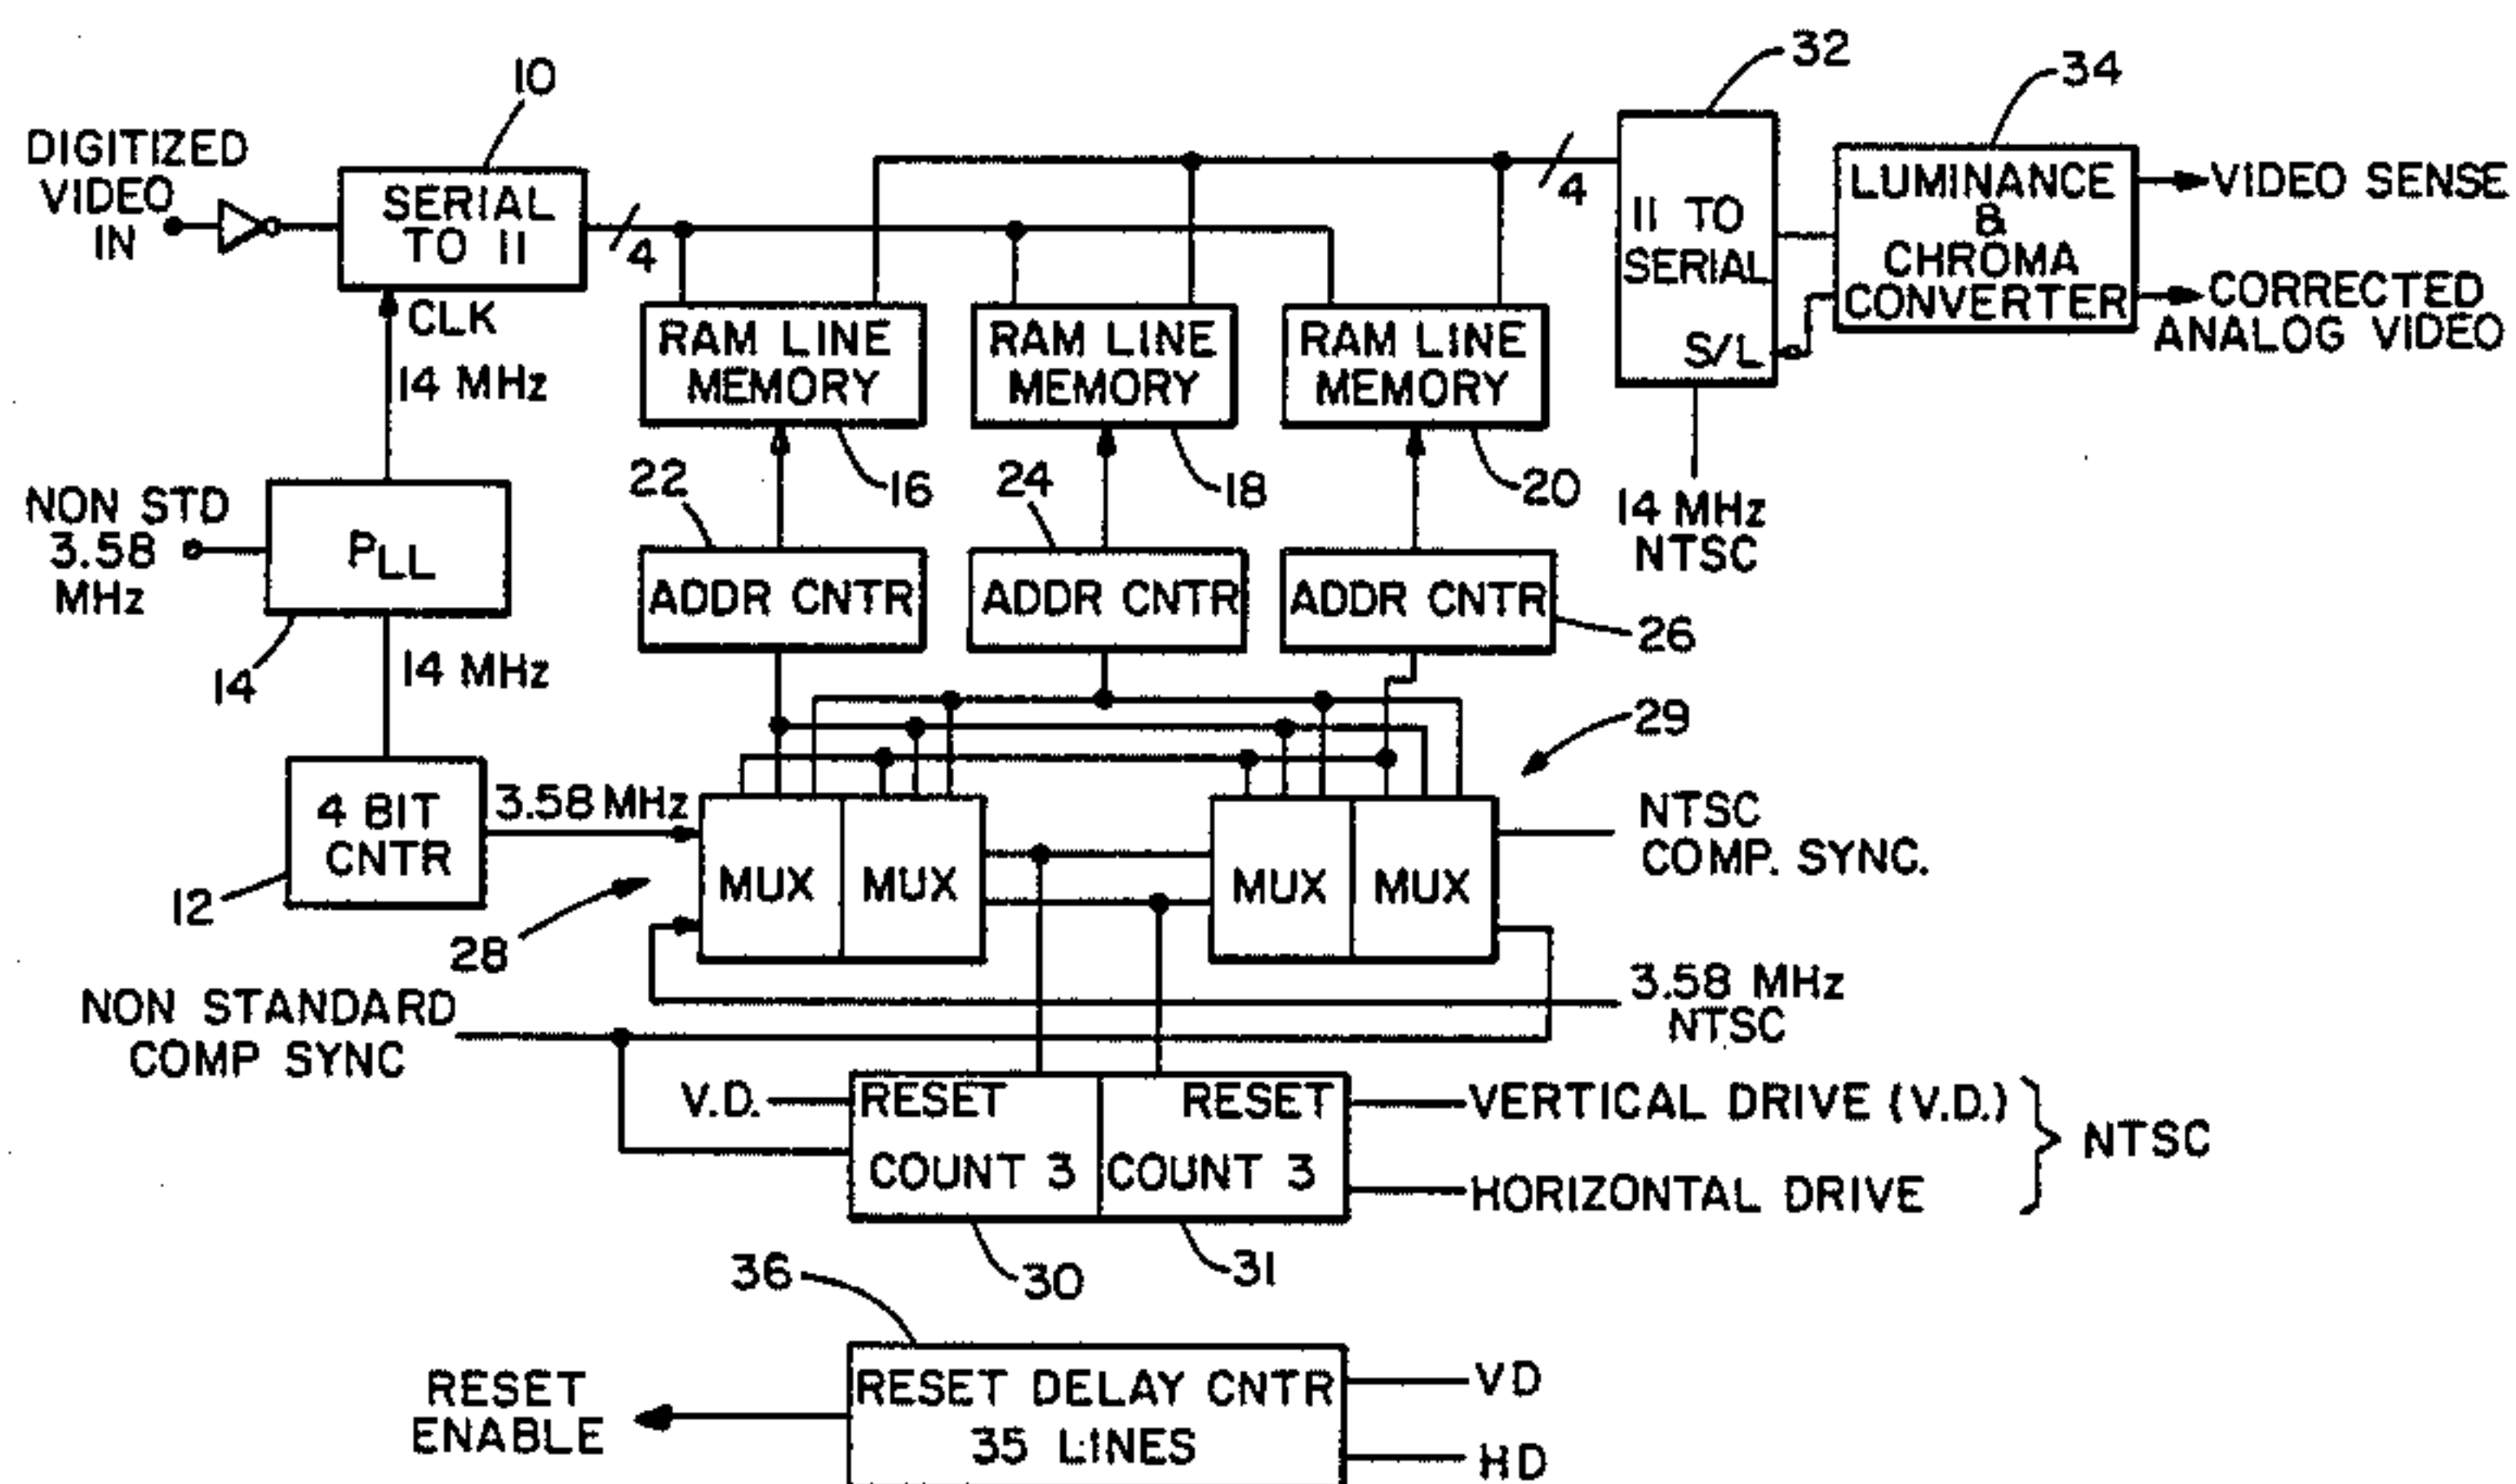 10
DIGITIZED
VIDEO
IN
SERIAL
TO II
4
CLK
14 MHz
NON STD
3.58
MHz
PLL
14
14 MHz
4 BIT
CNTR
12
3.58 MHz
RAM LINE
MEMORY
16
RAM LINE
MEMORY
18
RAM LINE
MEMORY
20
4
32
II TO
SERIAL
S/L
14 MHz
NTSC
34
LUMINANCE
&
CHROMA
CONVERTER
VIDEO SENSE
CORRECTED
ANALOG VIDEO
22
ADDR CNTR
24
ADDR CNTR
ADDR CNTR
26
28
MUX
MUX
MUX
MUX
29
NTSC
COMP. SYNC.
3.58 MHz
NTSC
NON STANDARD
COMP SYNC
V.D.
RESET
COUNT 3
RESET
COUNT 3
30
31
VERTICAL DRIVE (V.D.)
HORIZONTAL DRIVE
NTSC
36
RESET DELAY CNTR
35 LINES
RESET
ENABLE
VD
HD